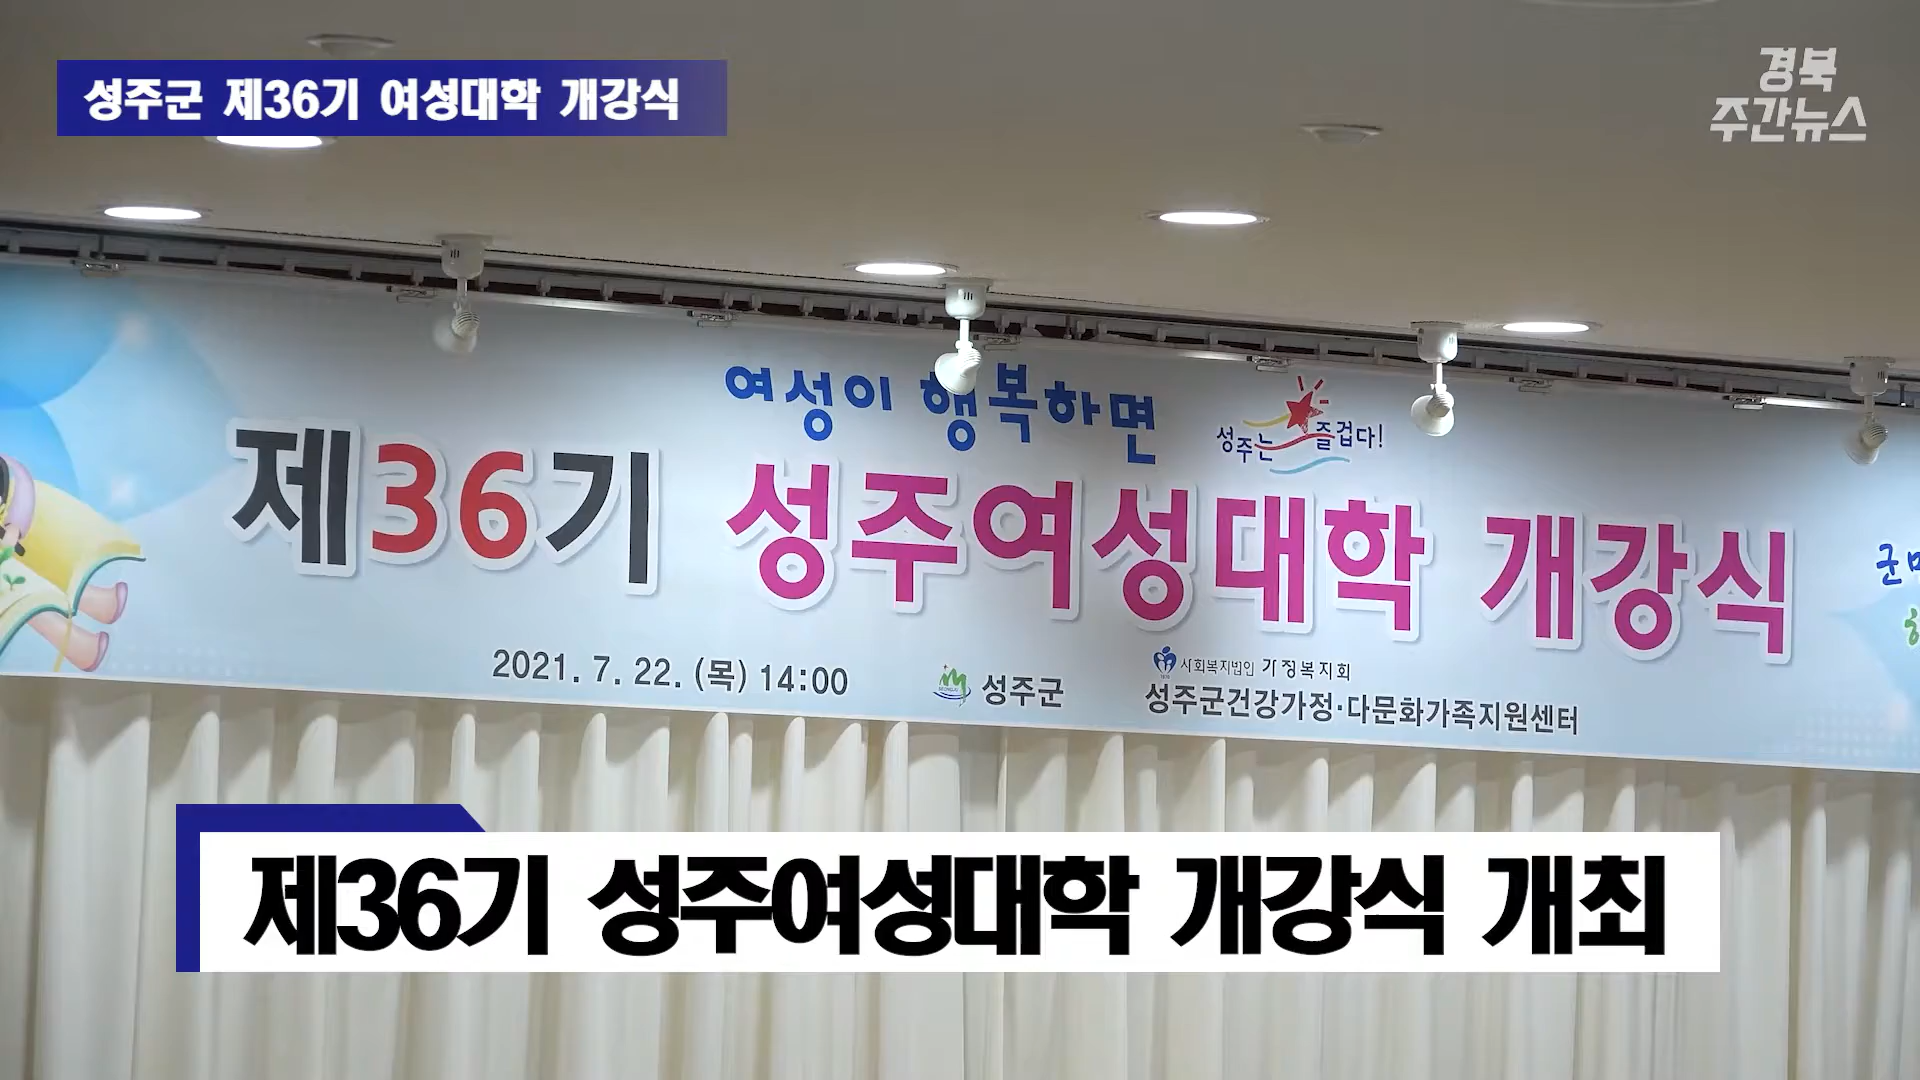 성주군 제36기 여성대학 개강식
경북
주간뉴스
여성이 행복하면
성주는 즐겁다!
제36기 성주여성대학 개강식
2021. 7. 22. (목) 14:00
성주군
사회복지법인 가정복지회
성주군건강가정·다문화가족지원센터
제36기 성주여성대학 개강식 개최